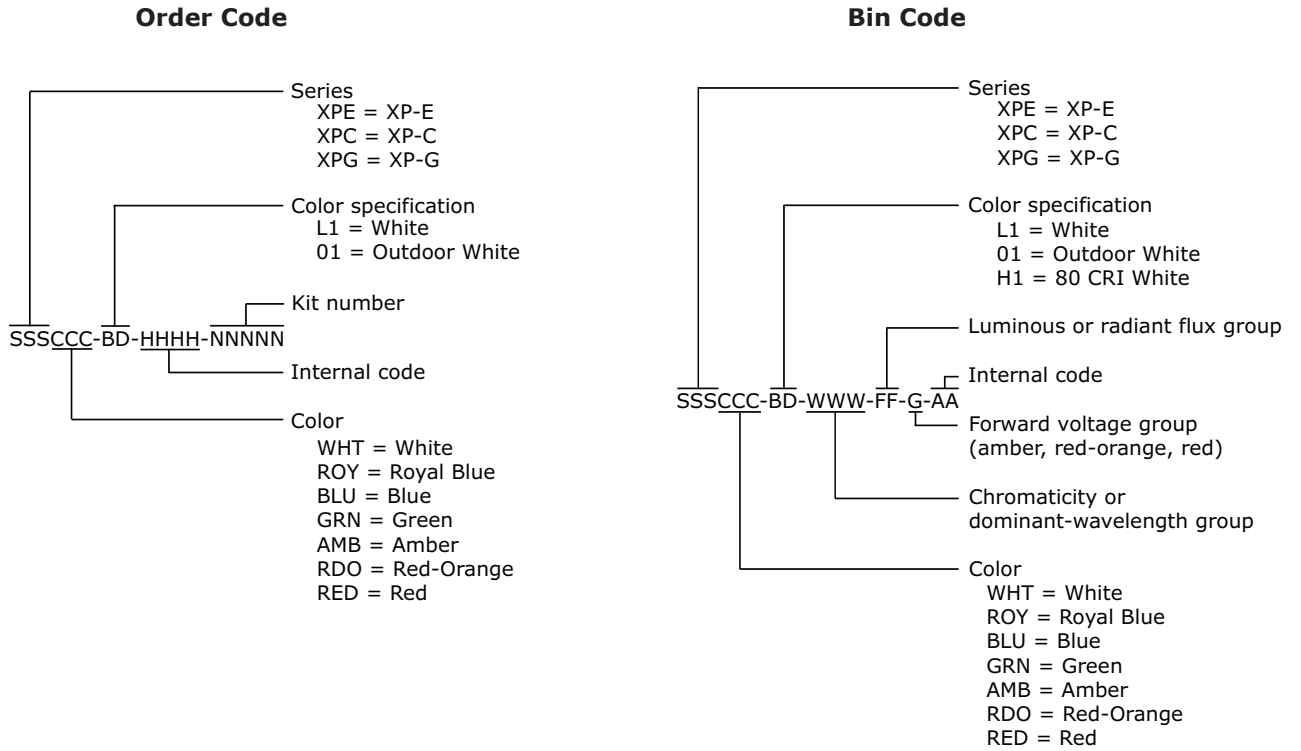 Order Code
Series
XPE = XP-E
XPC = XP-C
XPG = XP-G
Color specification
L1 = White
01 = Outdoor White
Kit number
SSSCCC-BD-HHHH-NNNNN
Internal code
Color
WHT = White
ROY = Royal Blue
BLU = Blue
GRN = Green
AMB = Amber
RDO = Red-Orange
RED = Red
Bin Code
Series
XPE = XP-E
XPC = XP-C
XPG = XP-G
Color specification
L1 = White
01 = Outdoor White
H1 = 80 CRI White
Luminous or radiant flux group
Internal code
SSSCCC-BD-WWW-FF-G-AA
Forward voltage group
(amber, red-orange, red)
Chromaticity or
dominant-wavelength group
Color
WHT = White
ROY = Royal Blue
BLU = Blue
GRN = Green
AMB = Amber
RDO = Red-Orange
RED = Red